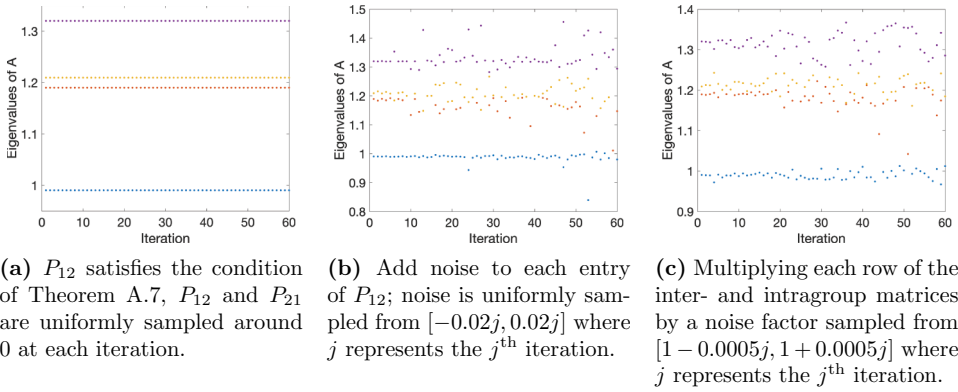 Eigenvalues of A
1.3
1.2
1.1
1
0
10
20
30
40
50
60
Iteration
Eigenvalues of A
1.5
1.4
1.3
1.2
1.1
1
0.9
0.8
0
10
20
30
40
50
60
Iteration
Eigenvalues of A
1.4
1.3
1.2
1.1
1
0.9
0
10
20
30
40
50
60
Iteration
(a) P₁₂ satisfies the condition
of Theorem A.7, P₁₂ and P₂₁
are uniformly sampled around
0 at each iteration.
(b) Add noise to each entry
of P₁₂; noise is uniformly sam-
pled from [−0.02j, 0.02j] where
j represents the jᵗʰ iteration.
(c) Multiplying each row of the
inter- and intragroup matrices
by a noise factor sampled from
[1 − 0.0005j, 1 + 0.0005j] where
j represents the jᵗʰ iteration.